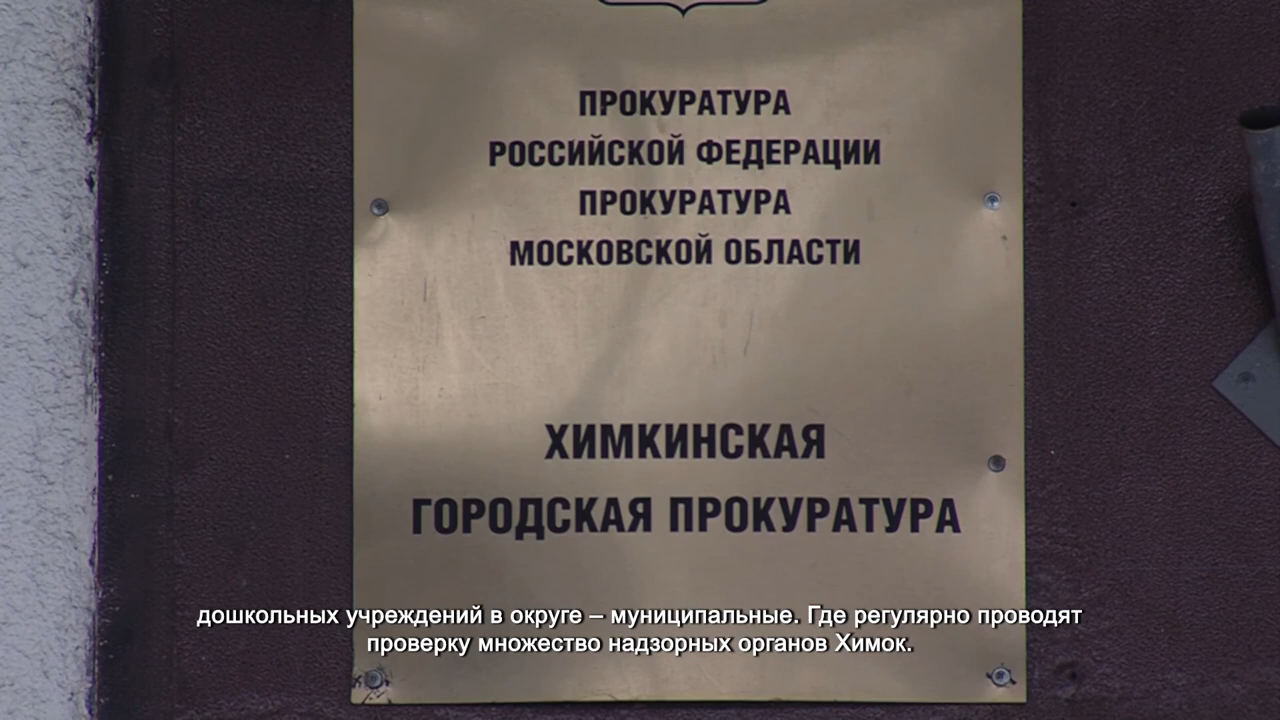 ПРОКУРАТУРА
РОССИЙСКОЙ ФЕДЕРАЦИИ
ПРОКУРАТУРА
МОСКОВСКОЙ ОБЛАСТИ
ХИМКИНСКАЯ
ГОРОДСКАЯ ПРОКУРАТУРА
дошкольных учреждений в округе – муниципальные. Где регулярно проводят
проверку множество надзорных органов Химок.